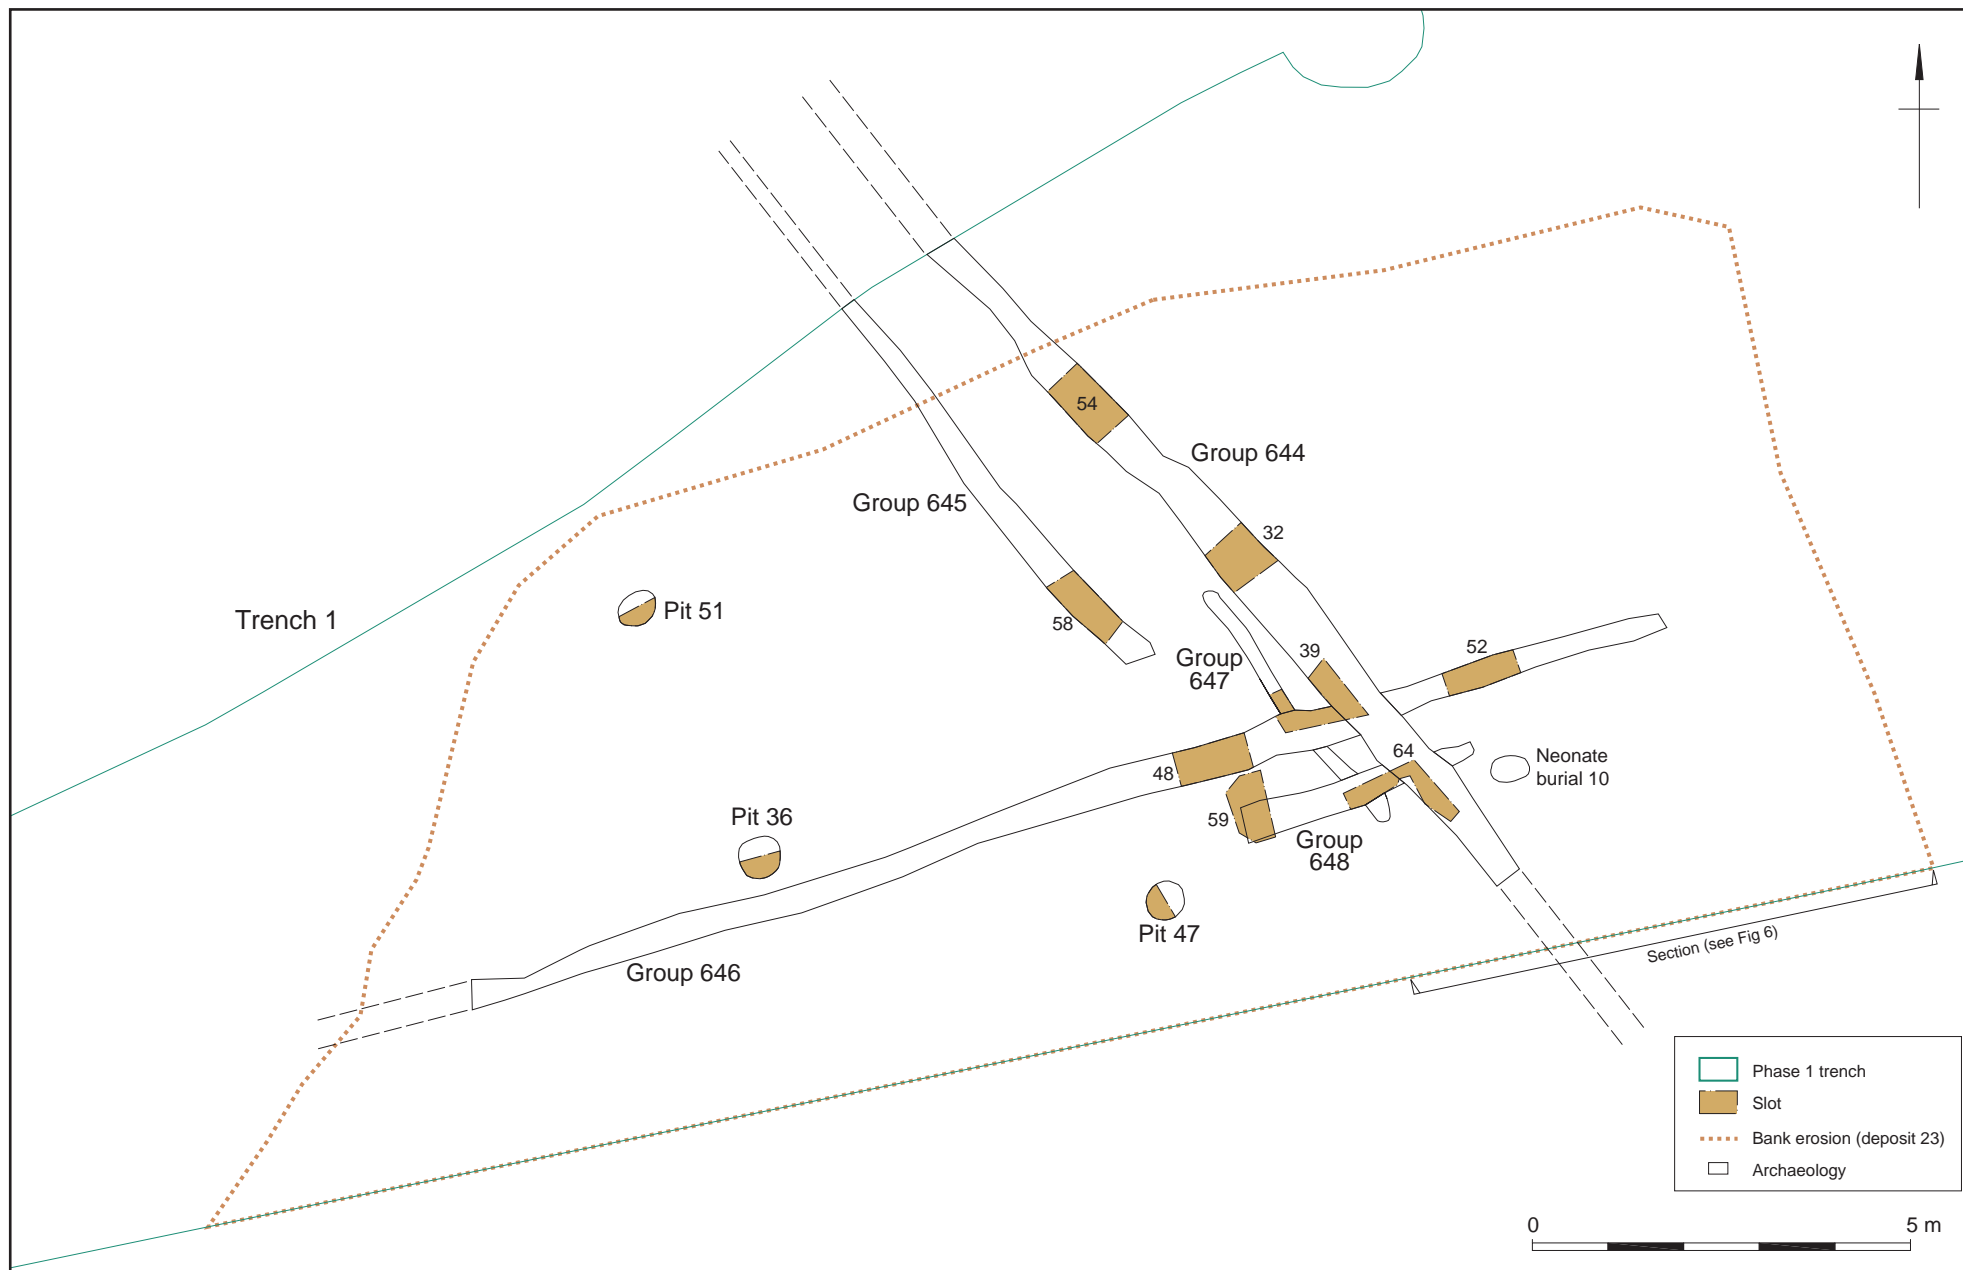 Group 644
54
Group 645
32
Pit 51
Trench 1
58
39
52
Group
647
64
48
Neonate
burial 10
59
Pit 36
Group
648
Pit 47
Section (see Fig 6)
Group 646
Phase 1 trench
Slot
Bank erosion (deposit 23)
Archaeology
0 5 m